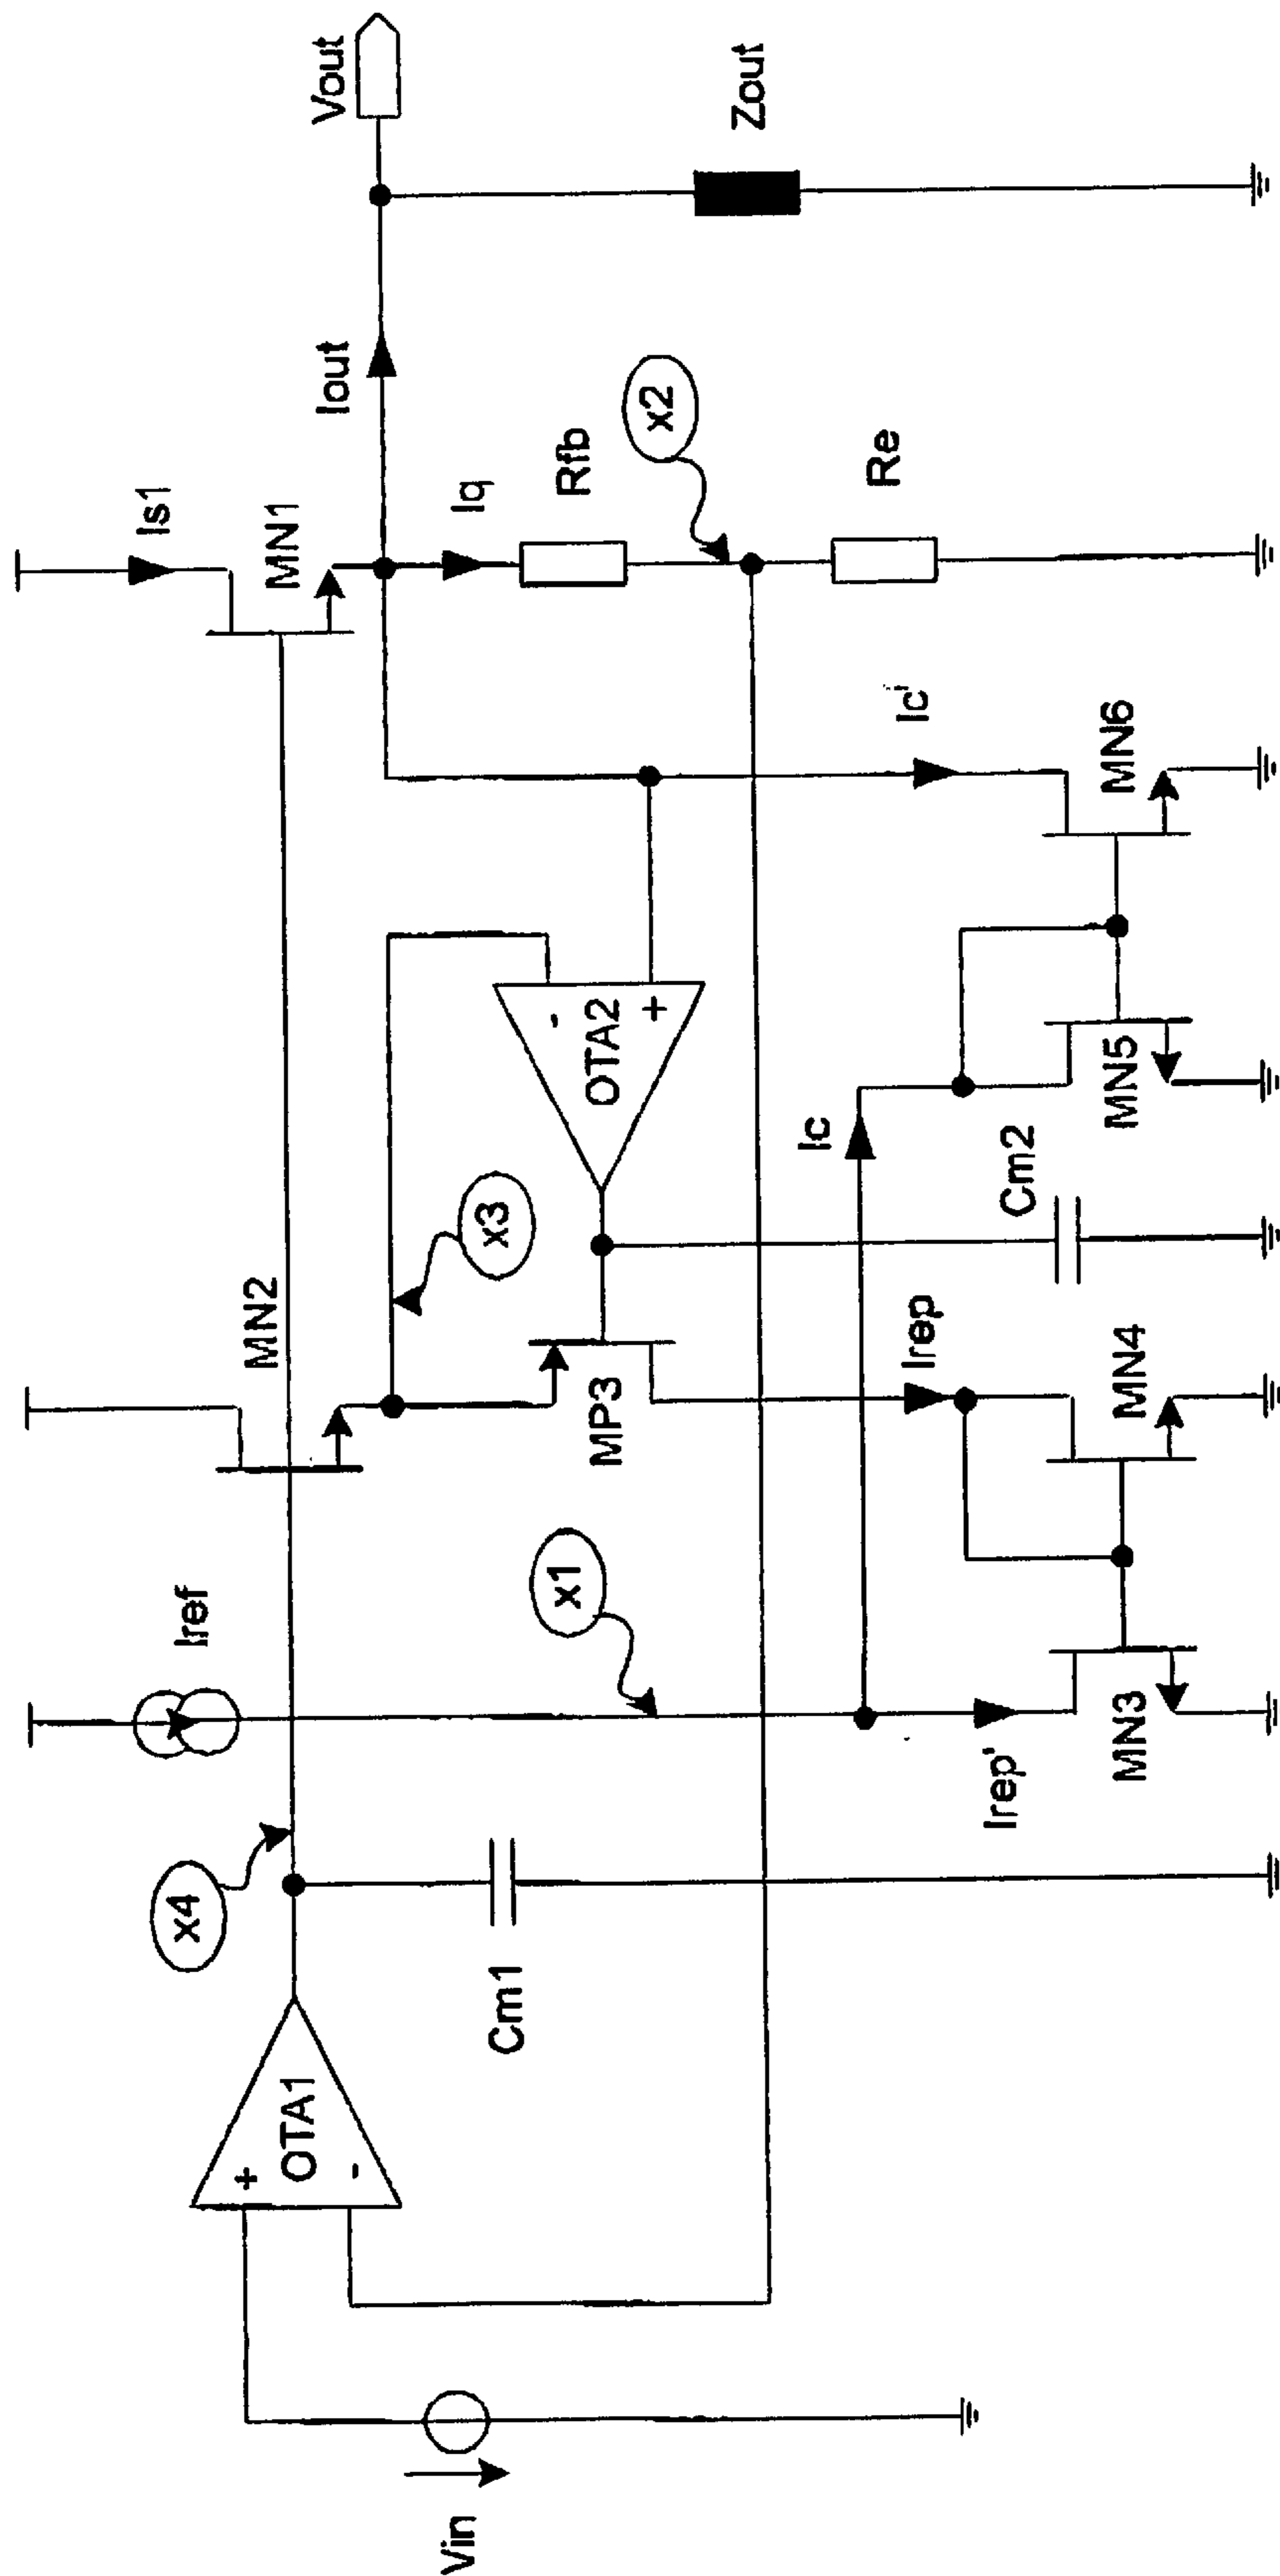 Vin
+
OTA1
-
Cm1
x4
Iref
x1
Irep'
MN3
MN2
x3
MP3
Irep
MN4
OTA2
-
+
Cm2
Ic
MN5
MN6
Ic'
Is1
MN1
Iout
Iq
Rfb
x2
Re
Vout
Zout